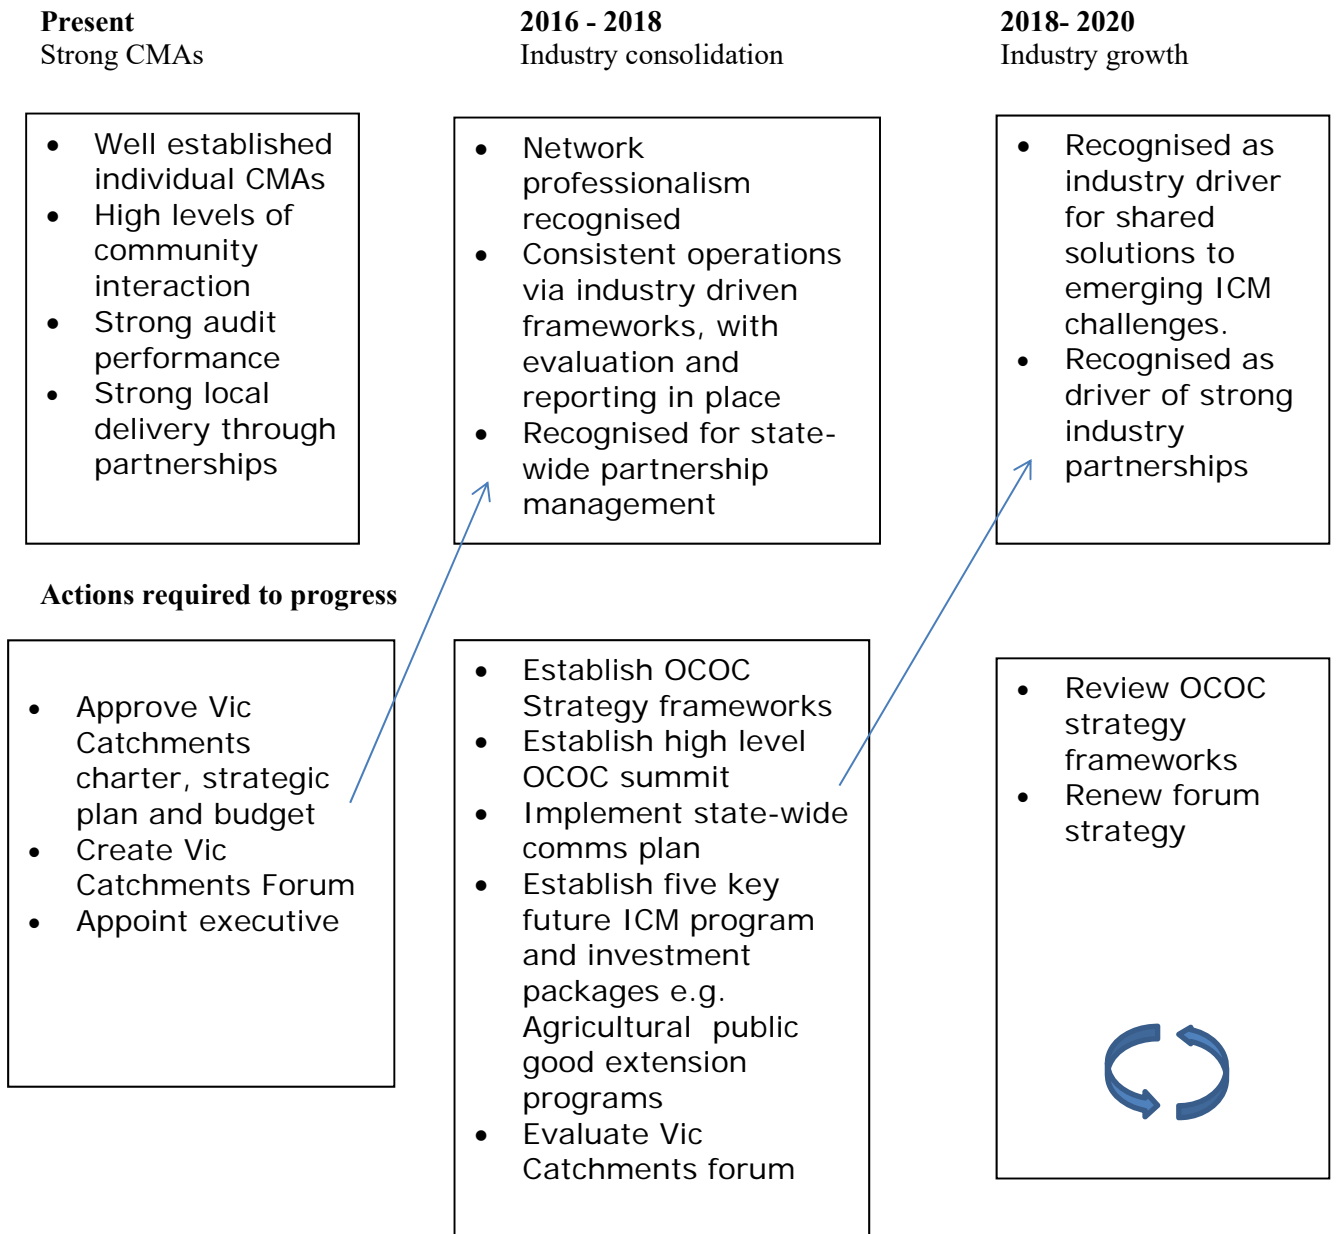 Present
Strong CMAs
2016 - 2018
Industry consolidation
2018- 2020
Industry growth
• Well established
individual CMAs
• High levels of
community
interaction
• Strong audit
performance
• Strong local
delivery through
partnerships
• Network
professionalism
recognised
• Consistent operations
via industry driven
frameworks, with
evaluation and
reporting in place
• Recognised for state-
wide partnership
management
• Recognised as
industry driver
for shared
solutions to
emerging ICM
challenges.
• Recognised as
driver of strong
industry
partnerships
Actions required to progress
• Approve Vic
Catchments
charter, strategic
plan and budget
• Create Vic
Catchments Forum
• Appoint executive
• Establish OCOC
Strategy frameworks
• Establish high level
OCOC summit
• Implement state-wide
comms plan
• Establish five key
future ICM program
and investment
packages e.g.
Agricultural public
good extension
programs
• Evaluate Vic
Catchments forum
• Review OCOC
strategy
frameworks
• Renew forum
strategy